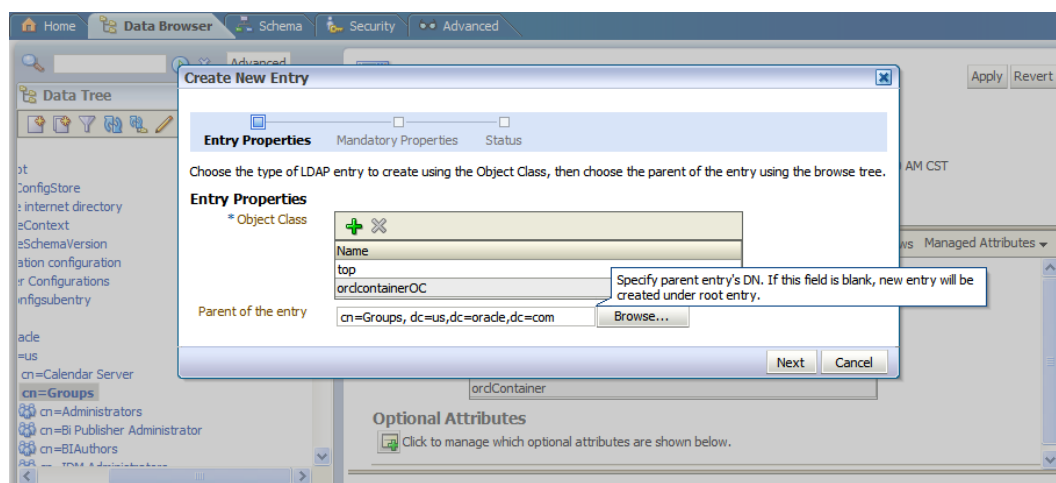 Home Data Browser Schema Security Advanced
Advanced
Data Tree
Apply Revert
Create New Entry
Entry Properties Mandatory Properties Status
Choose the type of LDAP entry to create using the Object Class, then choose the parent of the entry using the browse tree.
Entry Properties
* Object Class
Name
top
orclcontainerOC
Specify parent entry's DN. If this field is blank, new entry will be
created under root entry.
Parent of the entry cn=Groups, dc=us,dc=oracle,dc=com Browse...
Next Cancel
AM CST
Managed Attributes
ConfigStore
internet directory
eContext
eSchemaVersion
ation configuration
r Configurations
onfigsubentry
acle
=us
cn=Calendar Server
cn=Groups
cn=Administrators
cn=Bi Publisher Administrator
cn=BIAuthors
orclContainer
Optional Attributes
Click to manage which optional attributes are shown below.